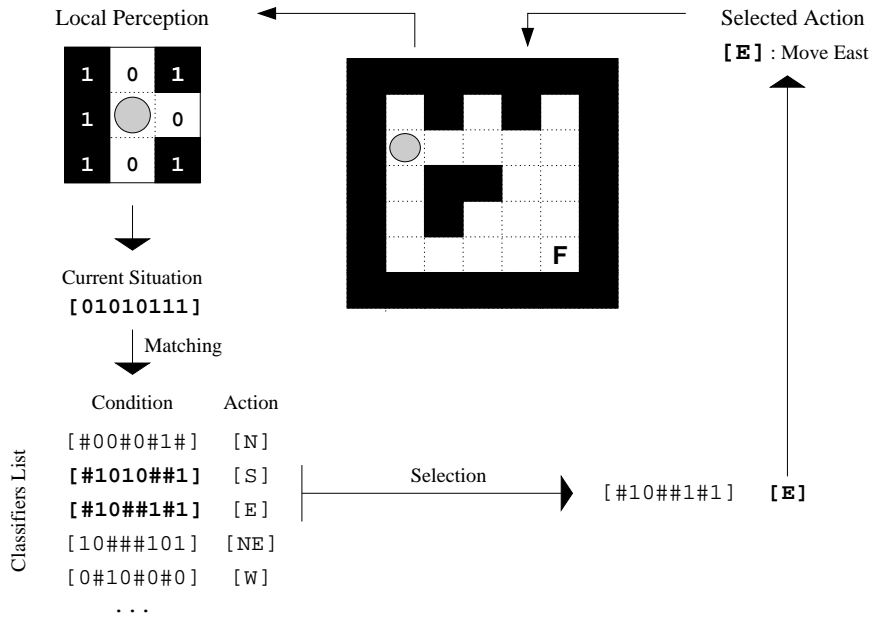 Local Perception
Selected Action
[E] : Move East
1 0 1
1 0
1 0 1
F
Current Situation
[01010111]
Matching
Condition Action
Classifiers List
[#00#0#1#] [N]
[#1010##1] [S]
[#10##1#1] [E]
[10###101] [NE]
[0#10#0#0] [W]
...
Selection
[#10##1#1] [E]